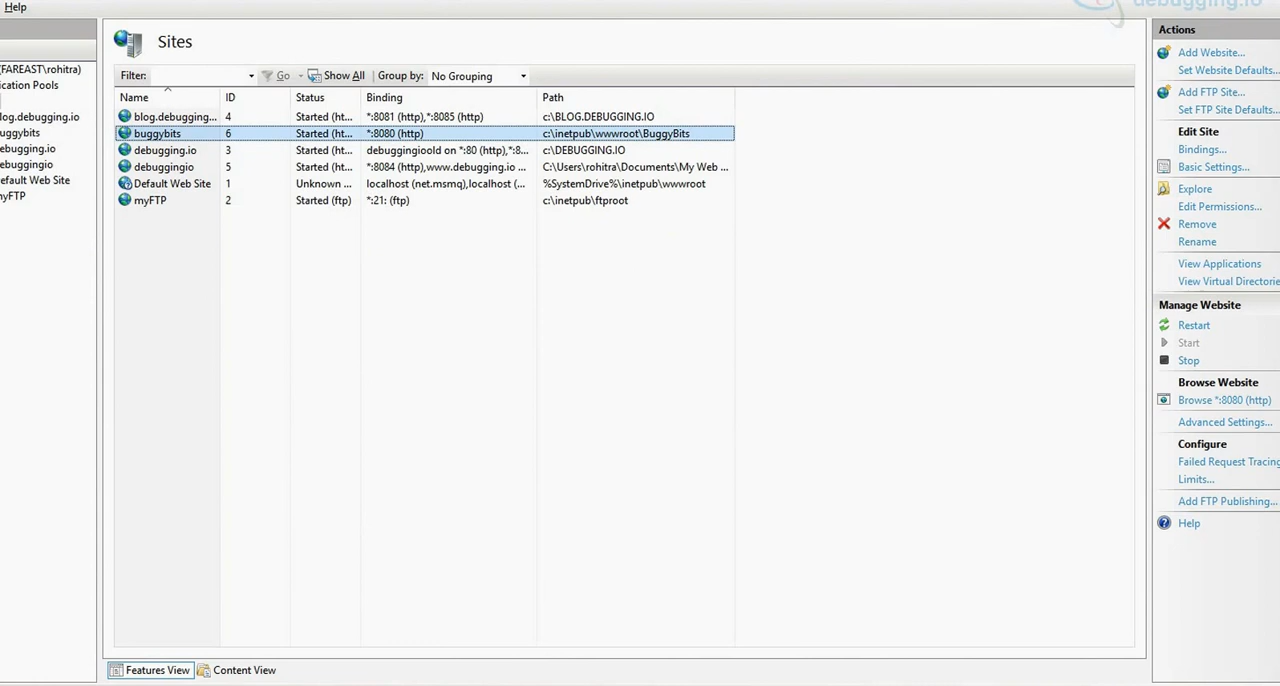 Help
debugging.io
(FAREAST\rohitra)
ication Pools
log.debugging.io
uggybits
ebugging.io
ebuggingio
efault Web Site
nyFTP
Sites
Filter: Go Show All Group by: No Grouping
Name ID Status Binding Path
blog.debugging... 4 Started (ht... *:8081 (http),*:8085 (http) c:\BLOG.DEBUGGING.IO
buggybits 6 Started (ht... *:8080 (http) c:\inetpub\wwwroot\BuggyBits
debugging.io 3 Started (ht... debuggingioold on *:80 (http),*:8... c:\DEBUGGING.IO
debuggingio 5 Started (ht... *:8084 (http),www.debugging.io ... C:\Users\rohitra\Documents\My Web ...
Default Web Site 1 Unknown ... localhost (net.msmq),localhost (... %SystemDrive%\inetpub\wwwroot
myFTP 2 Started (ftp) *:21: (ftp) c:\inetpub\ftproot
Features View Content View
Actions
Add Website...
Set Website Defaults...
Add FTP Site...
Set FTP Site Defaults...
Edit Site
Bindings...
Basic Settings...
Explore
Edit Permissions...
Remove
Rename
View Applications
View Virtual Directorie
Manage Website
Restart
Start
Stop
Browse Website
Browse *:8080 (http)
Advanced Settings...
Configure
Failed Request Tracing
Limits...
Add FTP Publishing...
Help